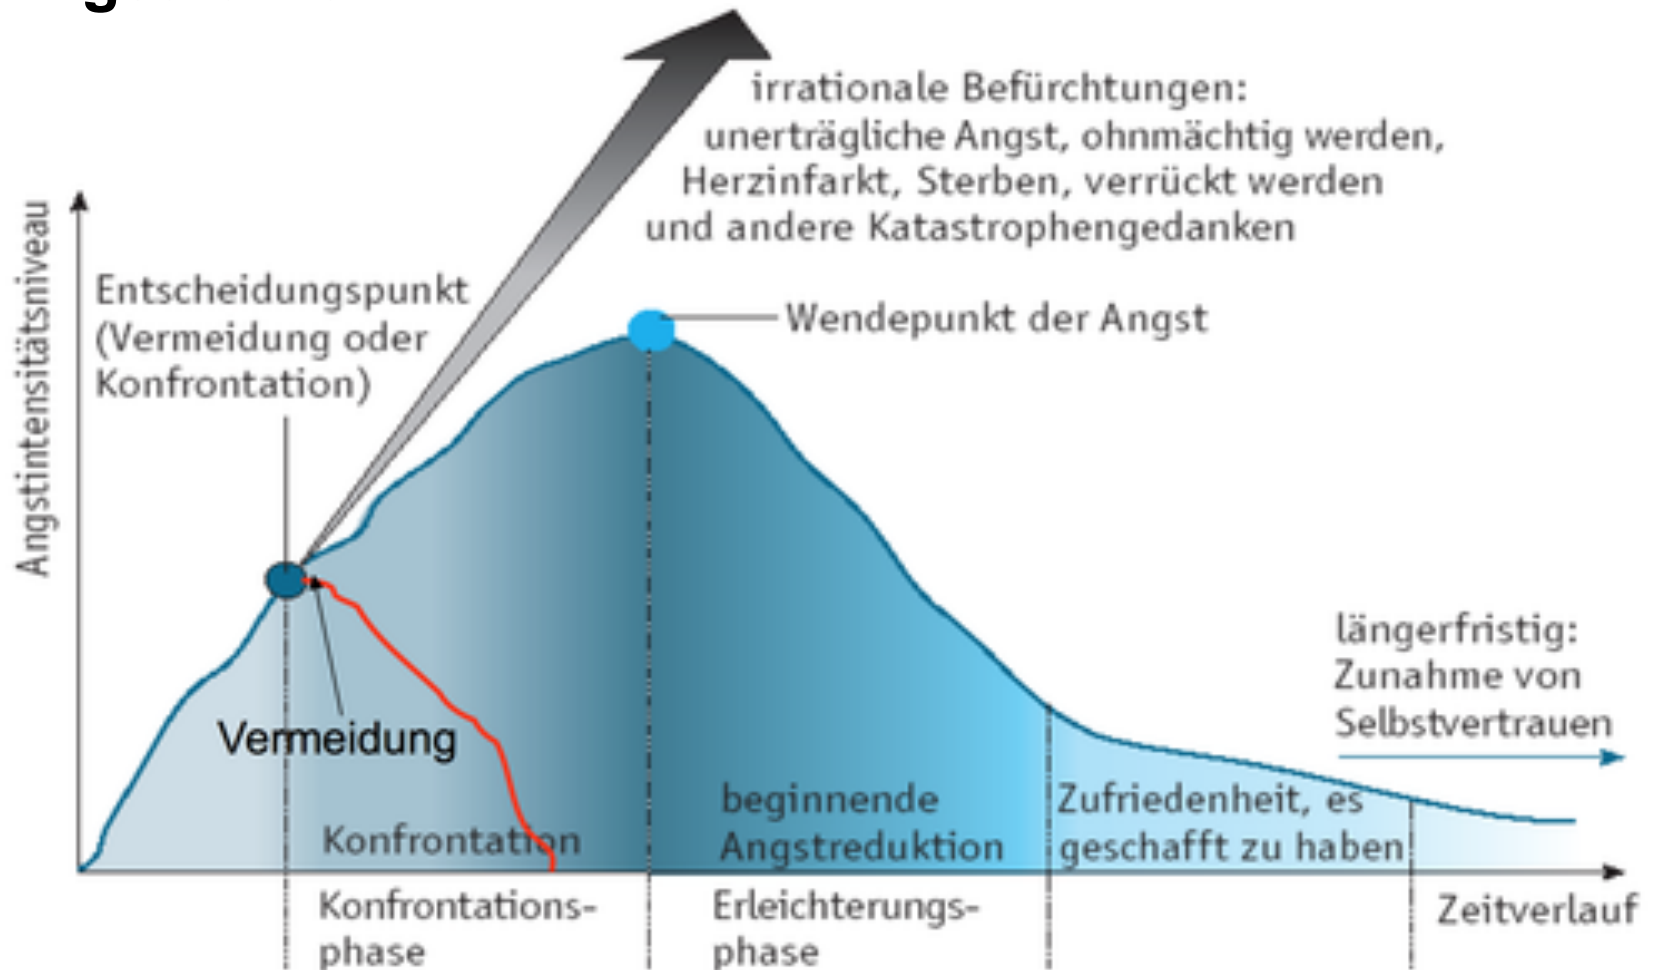 g
irrationale Befürchtungen:
unerträgliche Angst, ohnmächtig werden,
Herzinfarkt, Sterben, verrückt werden
und andere Katastrophengedanken
Angstintensitätsniveau
Entscheidungspunkt
(Vermeidung oder
Konfrontation)
Wendepunkt der Angst
Vermeidung
längerfristig:
Zunahme von
Selbstvertrauen
Konfrontation
beginnende
Angstreduktion
Zufriedenheit, es
geschafft zu haben
Konfrontations-
phase
Erleichterungs-
phase
Zeitverlauf